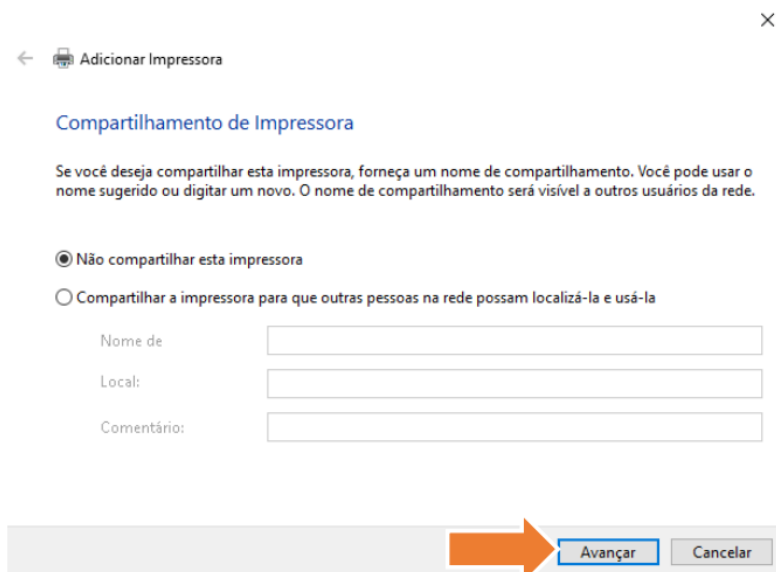 Adicionar Impressora
Compartilhamento de Impressora
Se você deseja compartilhar esta impressora, forneça um nome de compartilhamento. Você pode usar o
nome sugerido ou digitar um novo. O nome de compartilhamento será visível a outros usuários da rede.
Não compartilhar esta impressora
Compartilhar a impressora para que outras pessoas na rede possam localizá-la e usá-la
Nome de
Local:
Comentário:
Avançar Cancelar